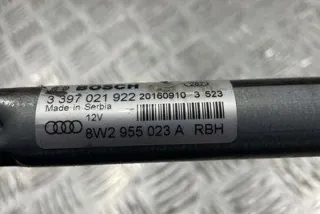 BOSCH
3 397 021 922 20160910 3 523
Made in Serbia
12V
8W2 955 023 A RBH